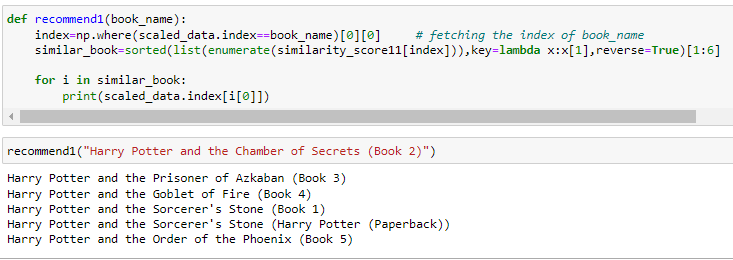 def recommend1(book_name):
    index=np.where(scaled_data.index==book_name)[0][0]    # fetching the index of book_name
    similar_book=sorted(list(enumerate(similarity_score11[index])),key=lambda x:x[1],reverse=True)[1:6]
    for i in similar_book:
        print(scaled_data.index[i[0]])
recommend1("Harry Potter and the Chamber of Secrets (Book 2)")
Harry Potter and the Prisoner of Azkaban (Book 3)
Harry Potter and the Goblet of Fire (Book 4)
Harry Potter and the Sorcerer's Stone (Book 1)
Harry Potter and the Sorcerer's Stone (Harry Potter (Paperback))
Harry Potter and the Order of the Phoenix (Book 5)